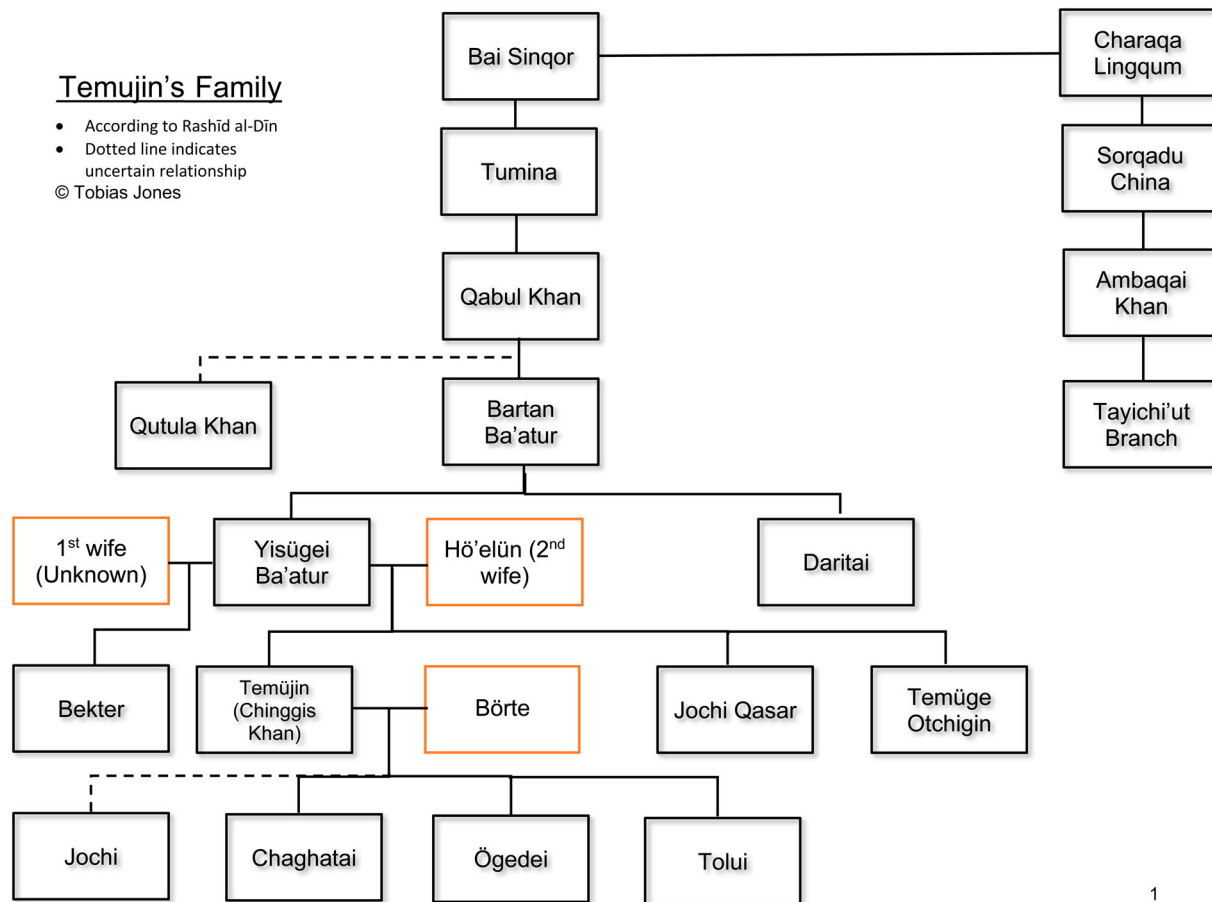 Bai Sinqor
Charaqa
Lingqum
Temujin’s Family
• According to Rashīd al-Dīn
• Dotted line indicates
uncertain relationship
© Tobias Jones
Tumina
Sorqadu
China
Qabul Khan
Ambaqai
Khan
Qutula Khan
Bartan
Ba’atur
Tayichi’ut
Branch
1st wife
(Unknown)
Yisügei
Ba’atur
Hö’elün (2nd
wife)
Daritai
Bekter
Temüjin
(Chinggis
Khan)
Börte
Jochi Qasar
Temüge
Otchigin
Jochi
Chaghatai
Ögedei
Tolui
1